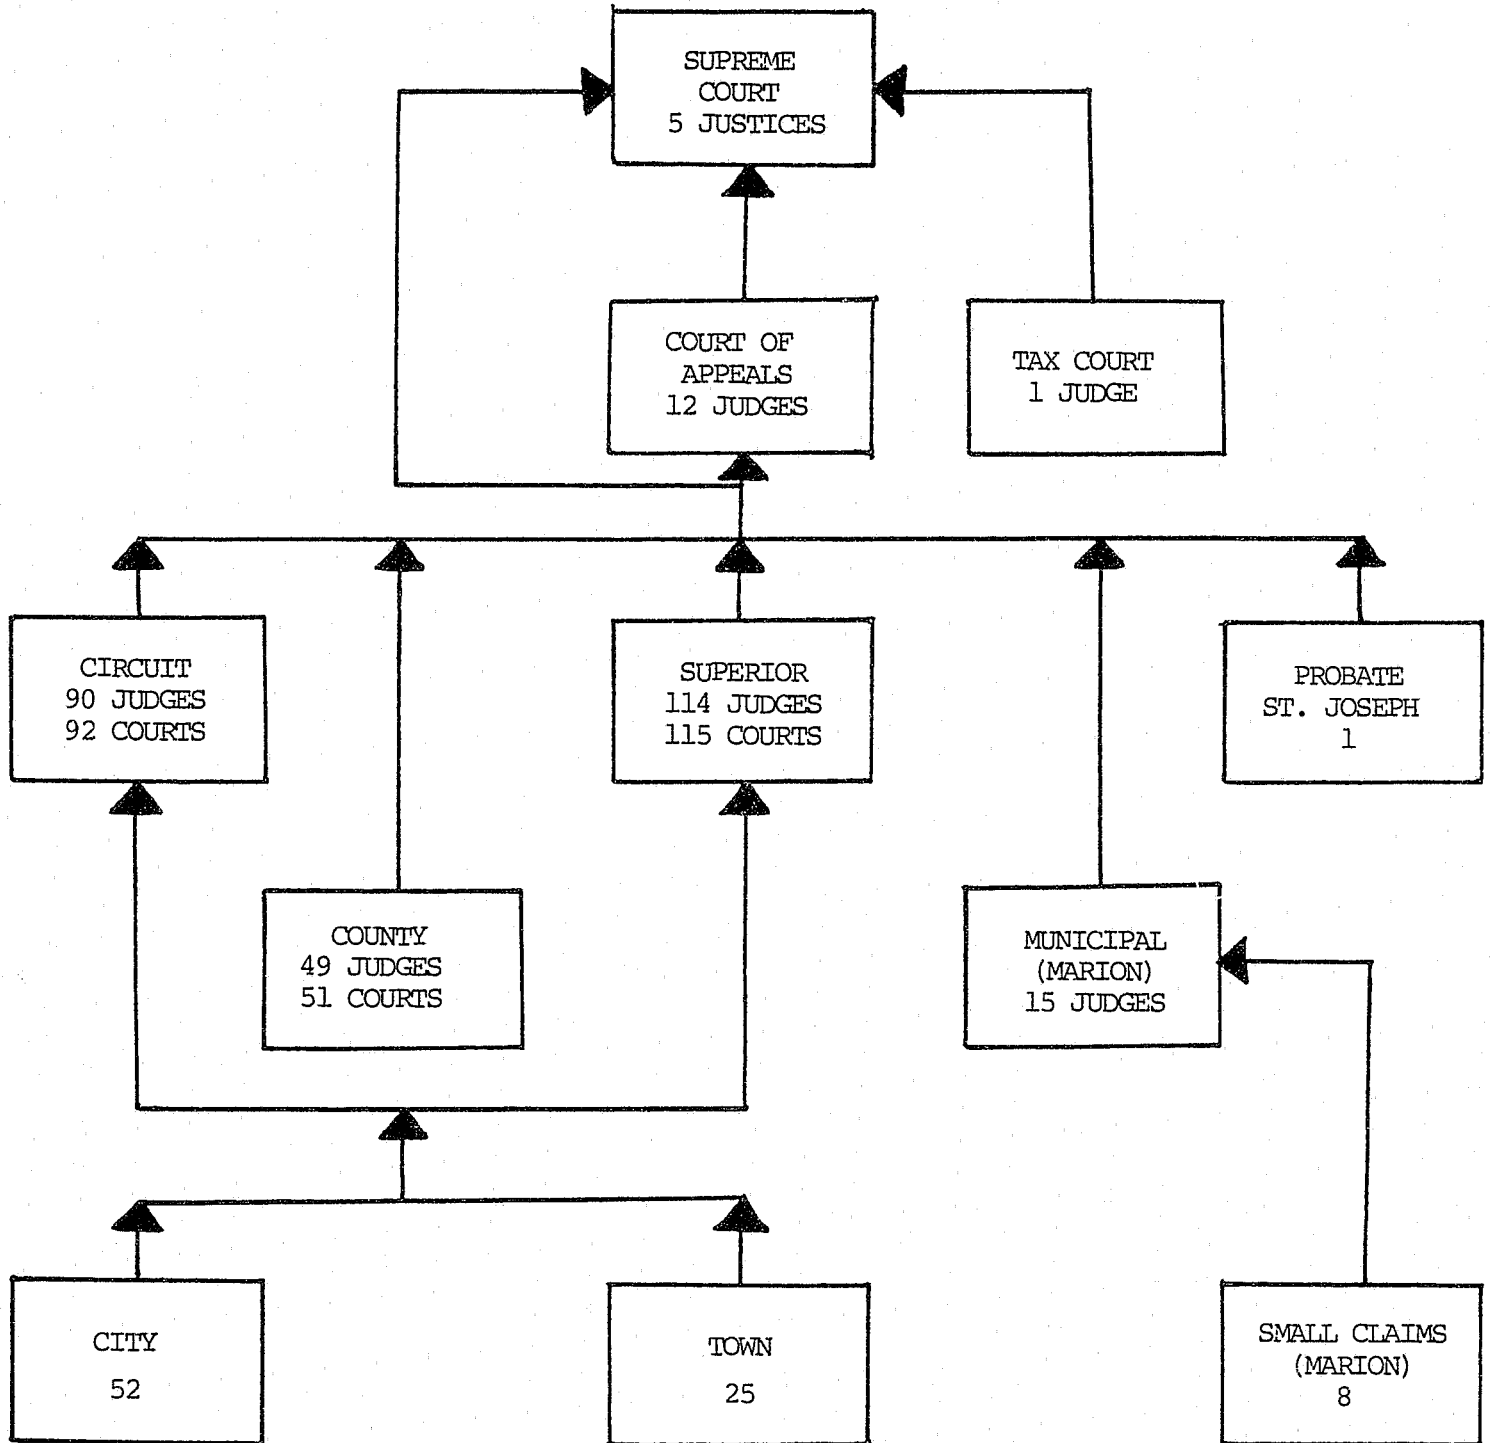 SUPREME
COURT
5 JUSTICES
COURT OF
APPEALS
12 JUDGES
TAX COURT
1 JUDGE
CIRCUIT
90 JUDGES
92 COURTS
SUPERIOR
114 JUDGES
115 COURTS
PROBATE
ST. JOSEPH
1
COUNTY
49 JUDGES
51 COURTS
MUNICIPAL
(MARION)
15 JUDGES
CITY
52
TOWN
25
SMALL CLAIMS
(MARION)
8